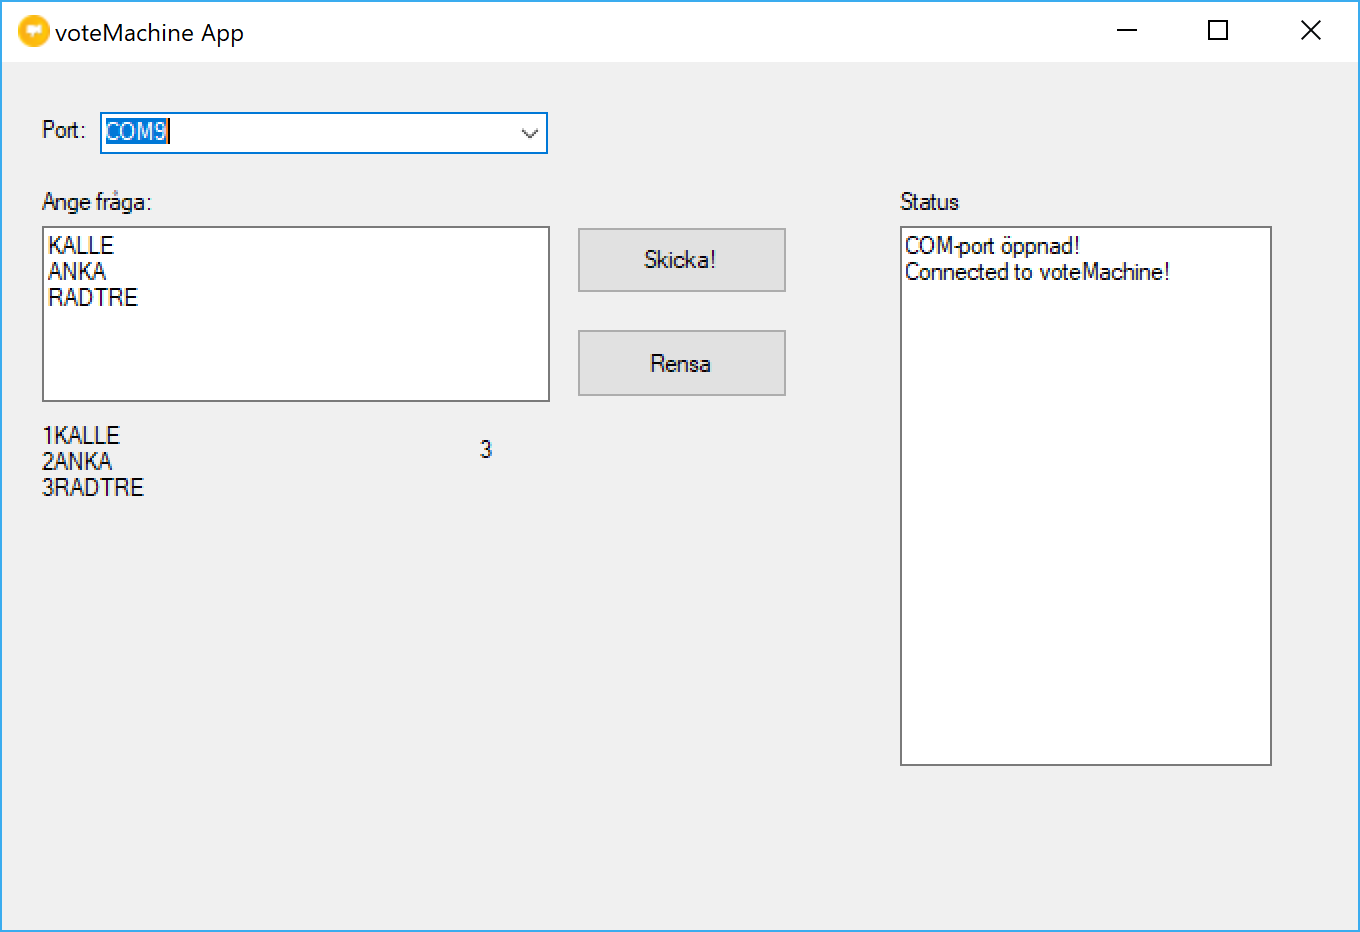 voteMachine App
Port:
COM9
Ange fråga:
KALLE
ANKA
RADTRE
Skicka!
Rensa
1KALLE
2ANKA
3RADTRE
3
Status
COM-port öppnad!
Connected to voteMachine!